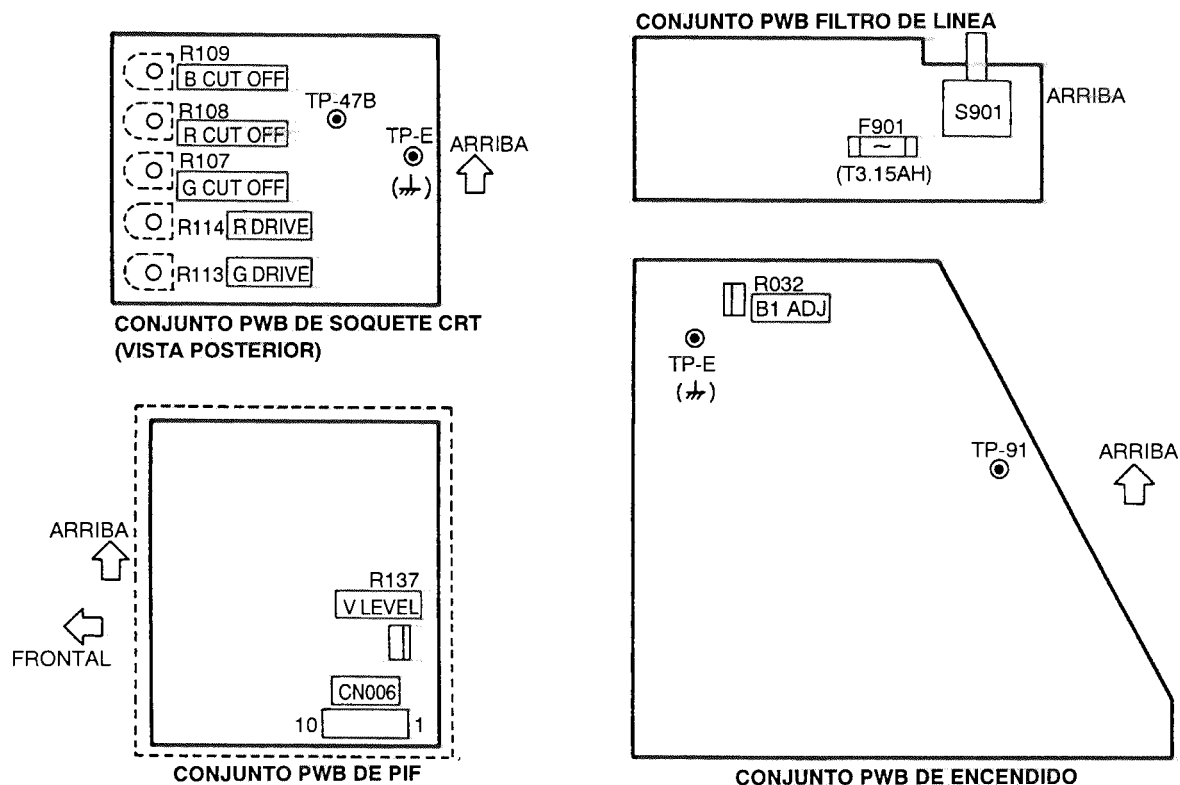 R109
B CUT OFF
R108
R CUT OFF
R107
G CUT OFF
R114 R DRIVE
R113 G DRIVE
TP-47B
TP-E
ARRIBA
CONJUNTO PWB DE SOQUETE CRT
(VISTA POSTERIOR)
CONJUNTO PWB FILTRO DE LINEA
S901
ARRIBA
F901
~
(T3.15AH)
ARRIBA
FRONTAL
R137
V LEVEL
CN006
10 1
CONJUNTO PWB DE PIF
R032
B1 ADJ
TP-E
TP-91
ARRIBA
CONJUNTO PWB DE ENCENDIDO